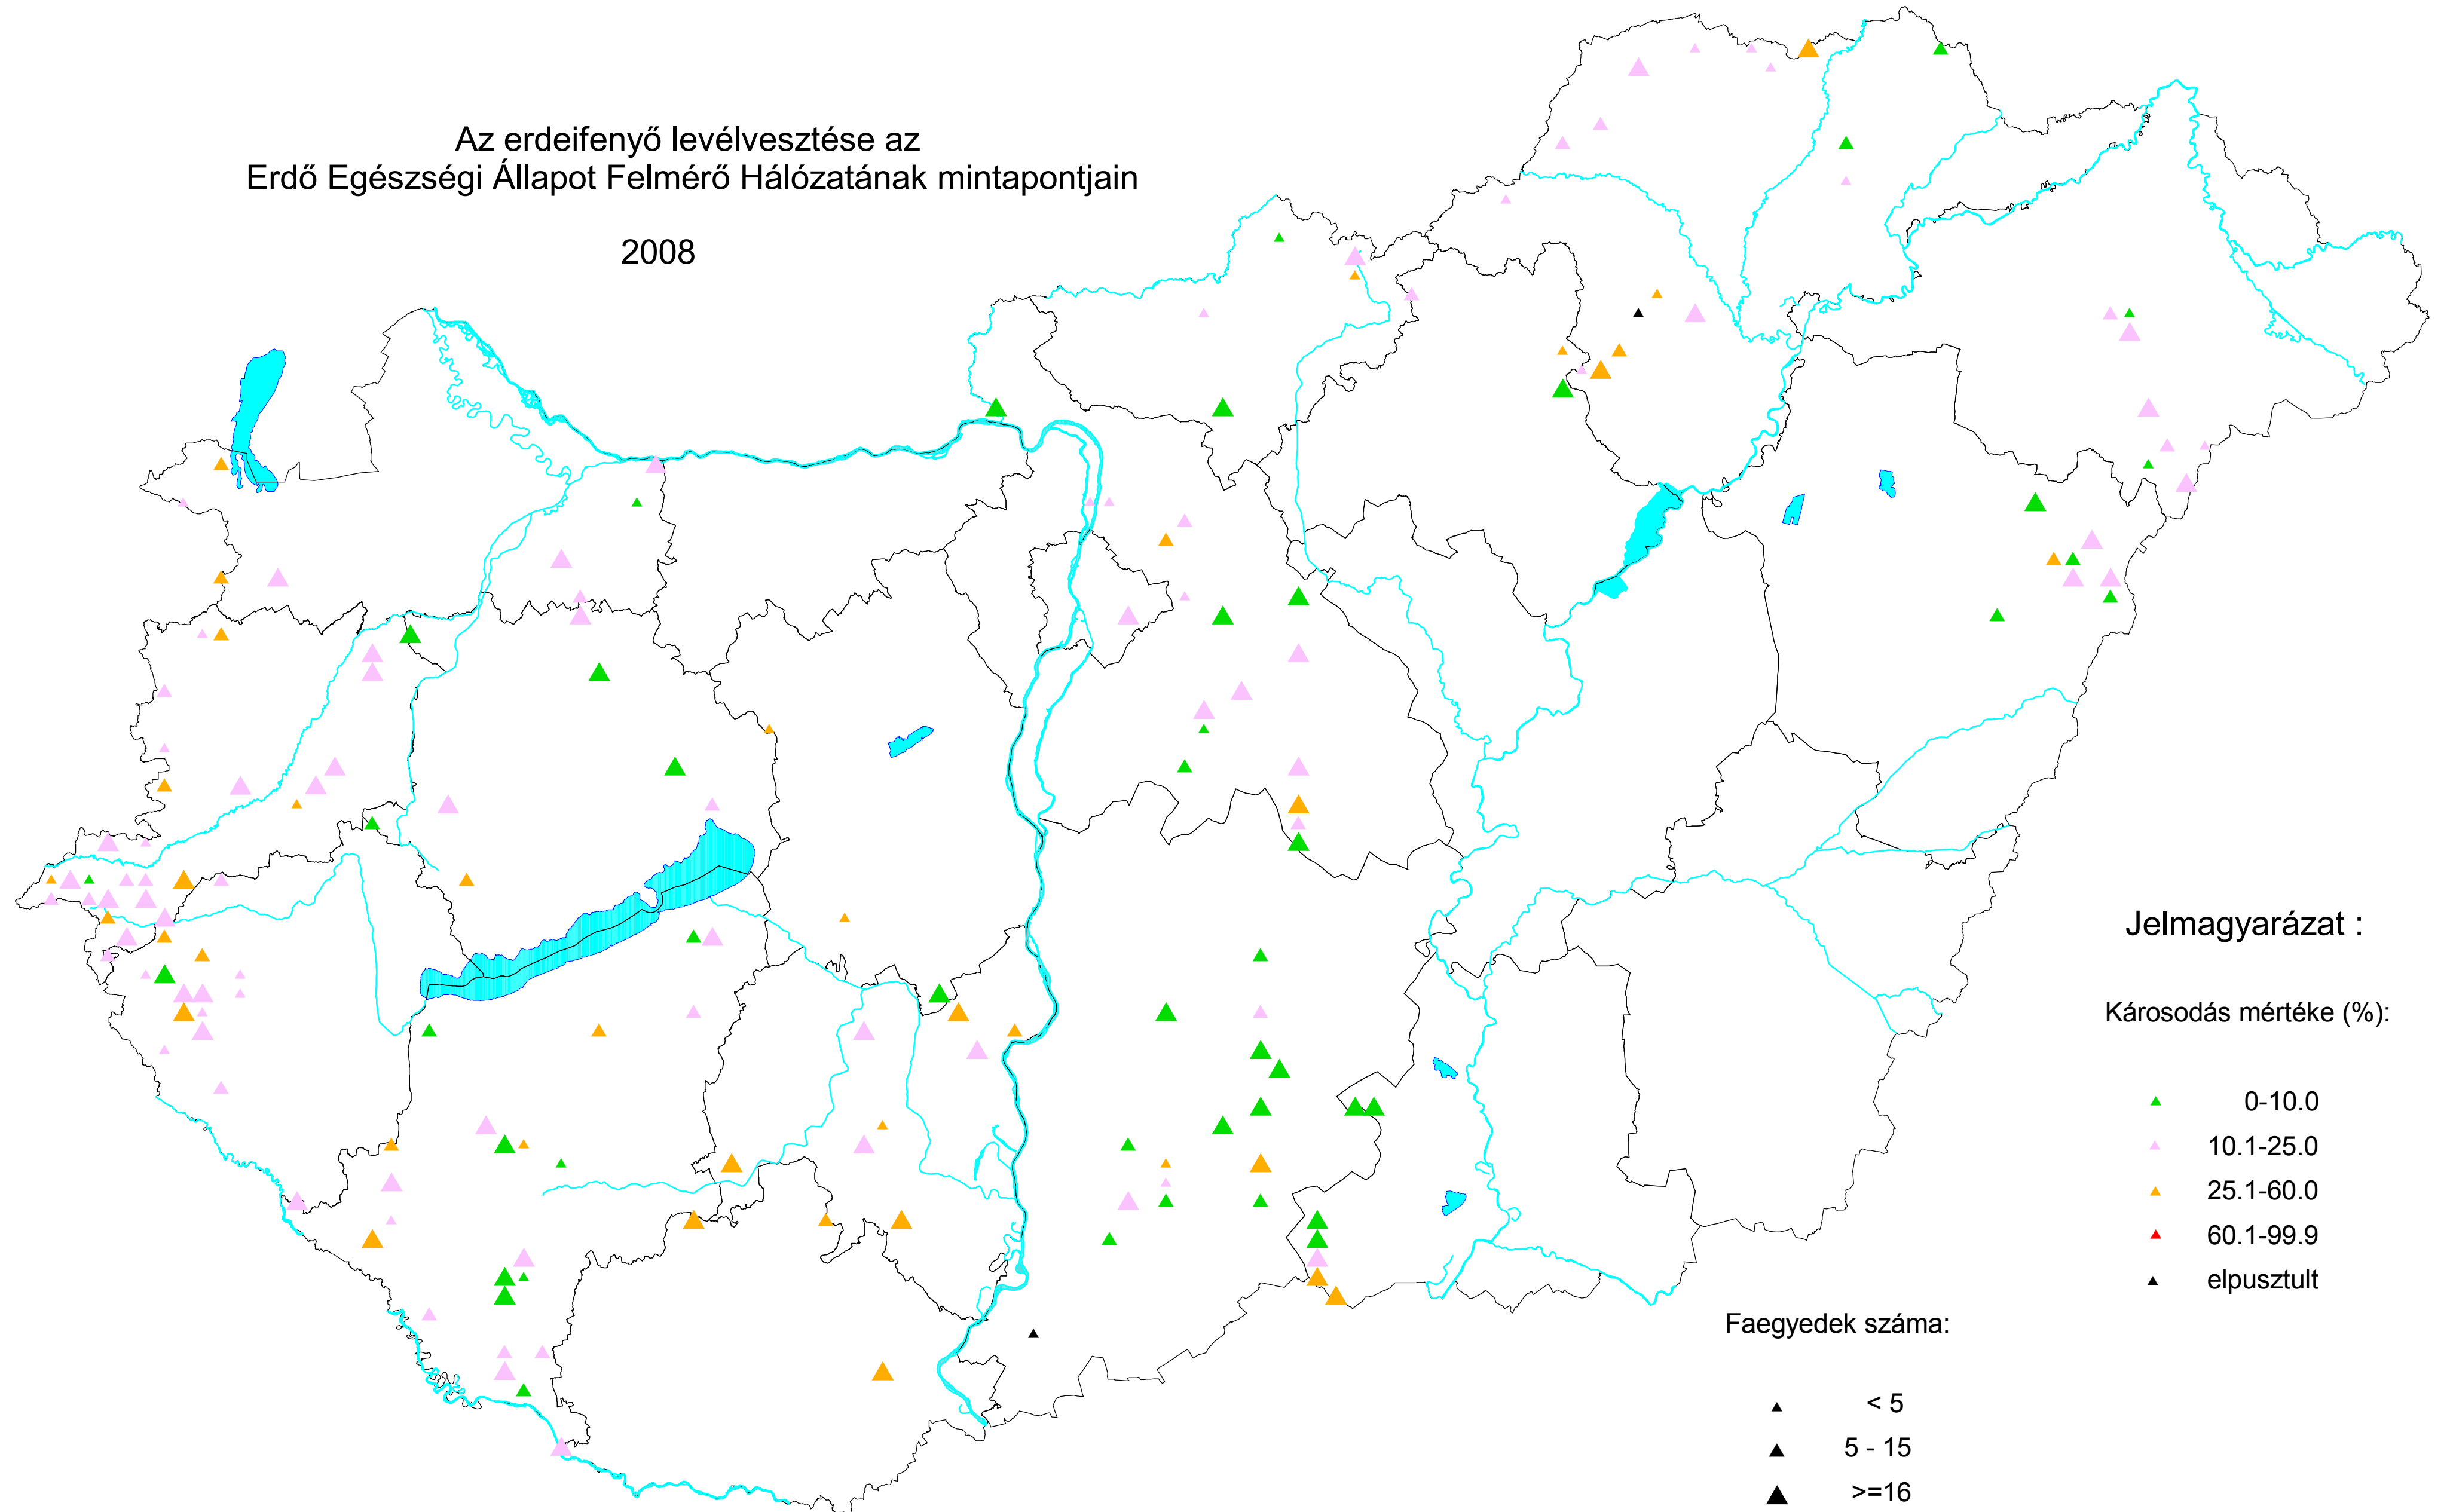 Az erdeifenyő levélvesztése az
Erdő Egészségi Állapot Felmérő Hálózatának mintapontjain
2008
Jelmagyarázat :
Károsodás mértéke (%):
0-10.0
10.1-25.0
25.1-60.0
60.1-99.9
elpusztult
Faegyedek száma:
< 5
5 - 15
>=16